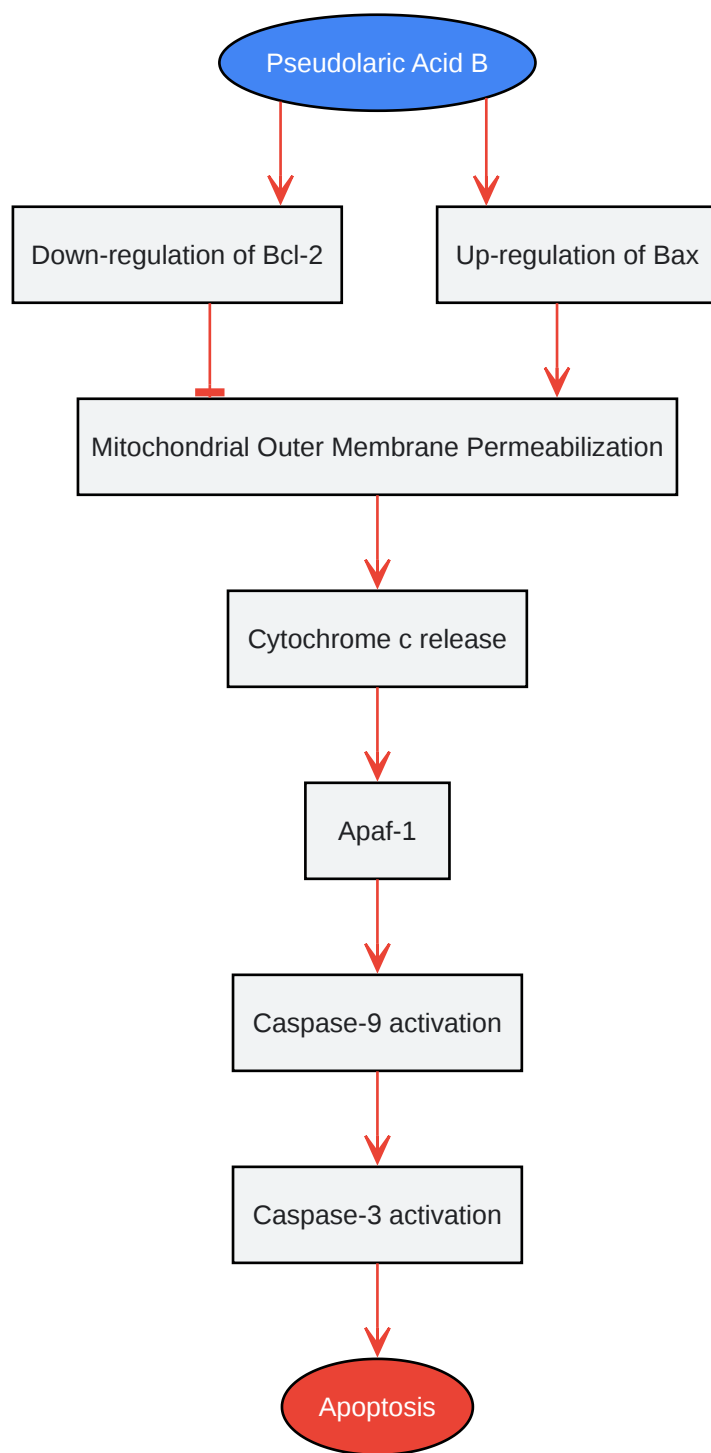 Pseudolaric Acid B
Down-regulation of Bcl-2
Up-regulation of Bax
Mitochondrial Outer Membrane Permeabilization
Cytochrome c release
Apaf-1
Caspase-9 activation
Caspase-3 activation
Apoptosis